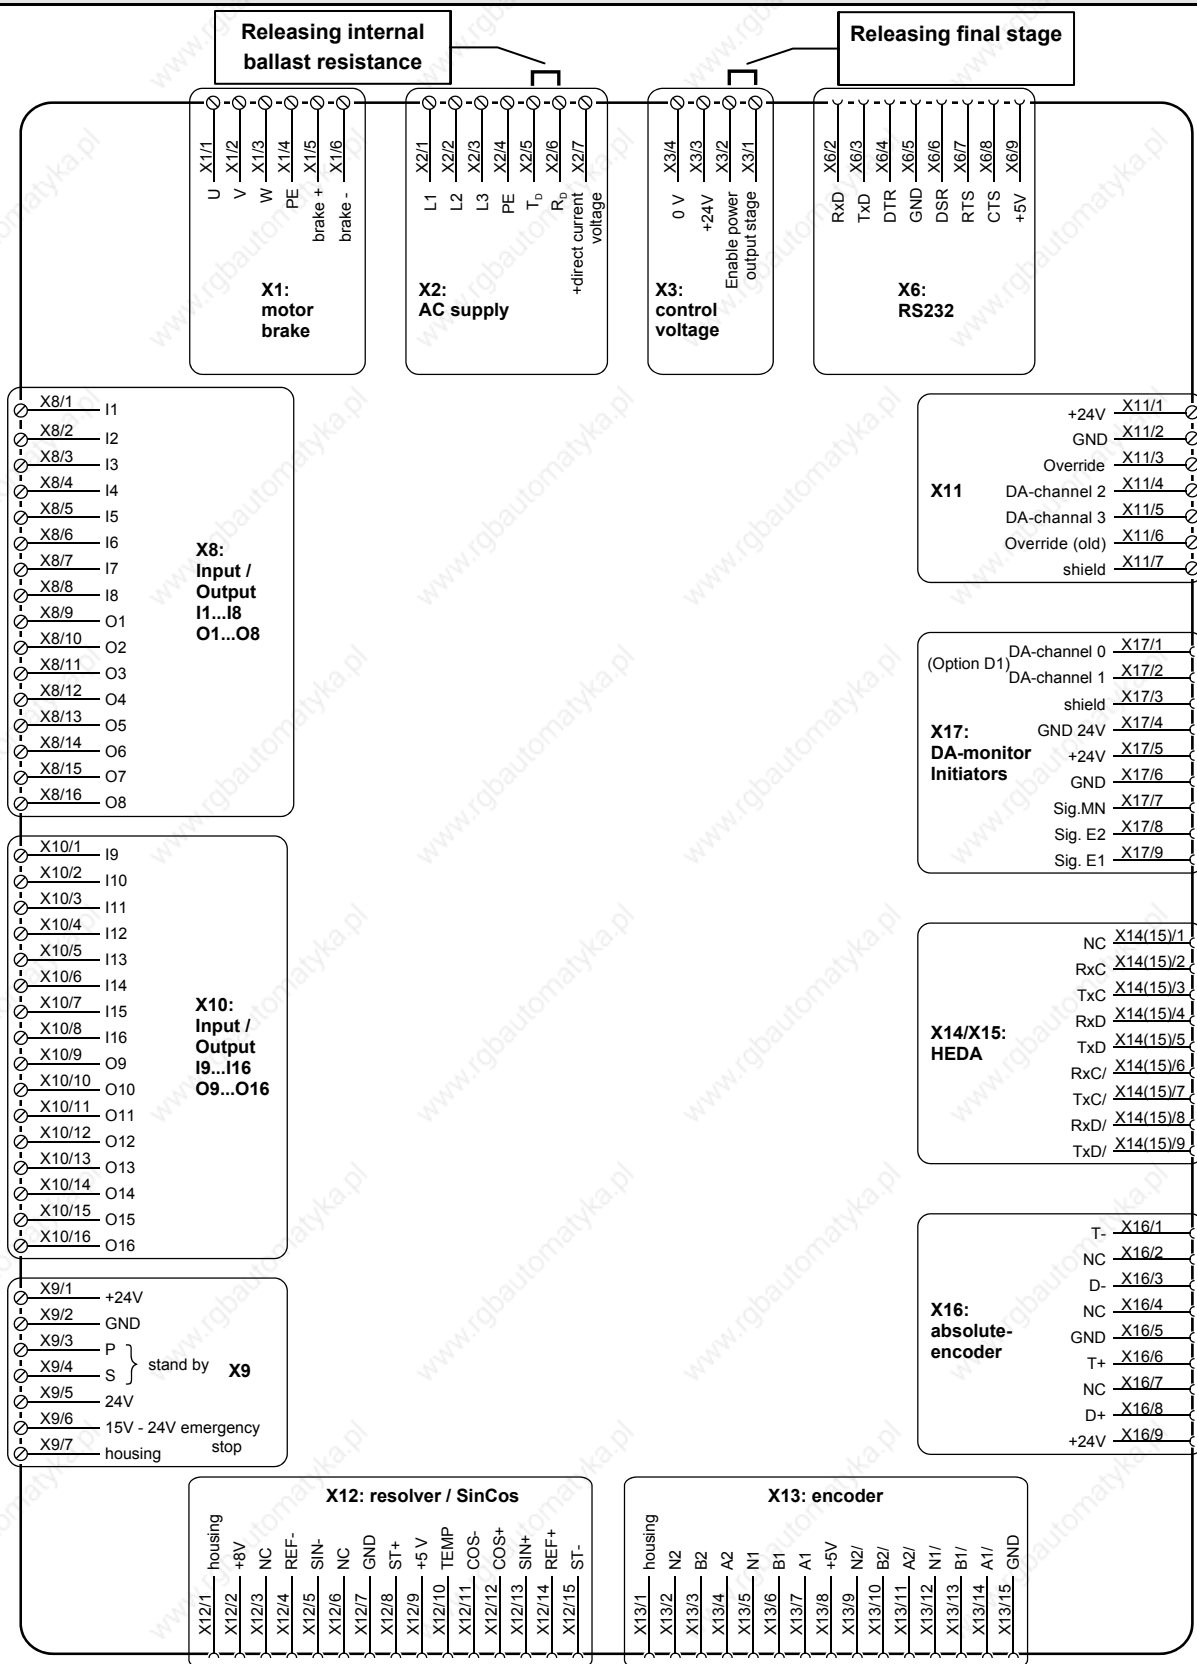 Releasing internal
ballast resistance
Releasing final stage
X1/1 U
X1/2 V
X1/3 W
X1/4 PE
X1/5 brake +
X1/6 brake -
X1:
motor
brake
X2/1 L1
X2/2 L2
X2/3 L3
X2/4 PE
X2/5 TD
X2/6 RD
X2/7 +direct current
voltage
X2:
AC supply
X3/4 0 V
X3/3 +24V
X3/2 Enable power
X3/1 output stage
X3:
control
voltage
X6/2 RxD
X6/3 TxD
X6/4 DTR
X6/5 GND
X6/6 DSR
X6/7 RTS
X6/8 CTS
X6/9 +5V
X6:
RS232
X8/1 I1
X8/2 I2
X8/3 I3
X8/4 I4
X8/5 I5
X8/6 I6
X8/7 I7
X8/8 I8
X8/9 O1
X8/10 O2
X8/11 O3
X8/12 O4
X8/13 O5
X8/14 O6
X8/15 O7
X8/16 O8
X8:
Input /
Output
I1...I8
O1...O8
+24V X11/1
GND X11/2
Override X11/3
DA-channel 2 X11/4
DA-channal 3 X11/5
Override (old) X11/6
shield X11/7
X11
(Option D1)
DA-channel 0 X17/1
DA-channel 1 X17/2
shield X17/3
GND 24V X17/4
+24V X17/5
GND X17/6
Sig.MN X17/7
Sig. E2 X17/8
Sig. E1 X17/9
X17:
DA-monitor
Initiators
X10/1 I9
X10/2 I10
X10/3 I11
X10/4 I12
X10/5 I13
X10/6 I14
X10/7 I15
X10/8 I16
X10/9 O9
X10/10 O10
X10/11 O11
X10/12 O12
X10/13 O13
X10/14 O14
X10/15 O15
X10/16 O16
X10:
Input /
Output
I9...I16
O9...O16
NC X14(15)/1
RxC X14(15)/2
TxC X14(15)/3
RxD X14(15)/4
TxD X14(15)/5
RxC/ X14(15)/6
TxC/ X14(15)/7
RxD/ X14(15)/8
TxD/ X14(15)/9
X14/X15:
HEDA
X9/1 +24V
X9/2 GND
X9/3 P
X9/4 S
stand by
X9/5 24V
X9/6 15V - 24V emergency
stop
X9/7 housing
X9
T- X16/1
NC X16/2
D- X16/3
NC X16/4
GND X16/5
T+ X16/6
NC X16/7
D+ X16/8
+24V X16/9
X16:
absolute-
encoder
X12: resolver / SinCos
X12/1 housing
X12/2 +8V
X12/3 NC
X12/4 REF-
X12/5 SIN-
X12/6 NC
X12/7 GND
X12/8 ST+
X12/9 +5 V
X12/10 TEMP
X12/11 COS-
X12/12 COS+
X12/13 SIN+
X12/14 REF+
X12/15 ST-
X13: encoder
X13/1 housing
X13/2 N2
X13/3 B2
X13/4 A2
X13/5 N1
X13/6 B1
X13/7 A1
X13/8 +5V
X13/9 N2/
X13/10 B2/
X13/11 A2/
X13/12 N1/
X13/13 B1/
X13/14 A1/
X13/15 GND
www.rgbautomatyka.pl